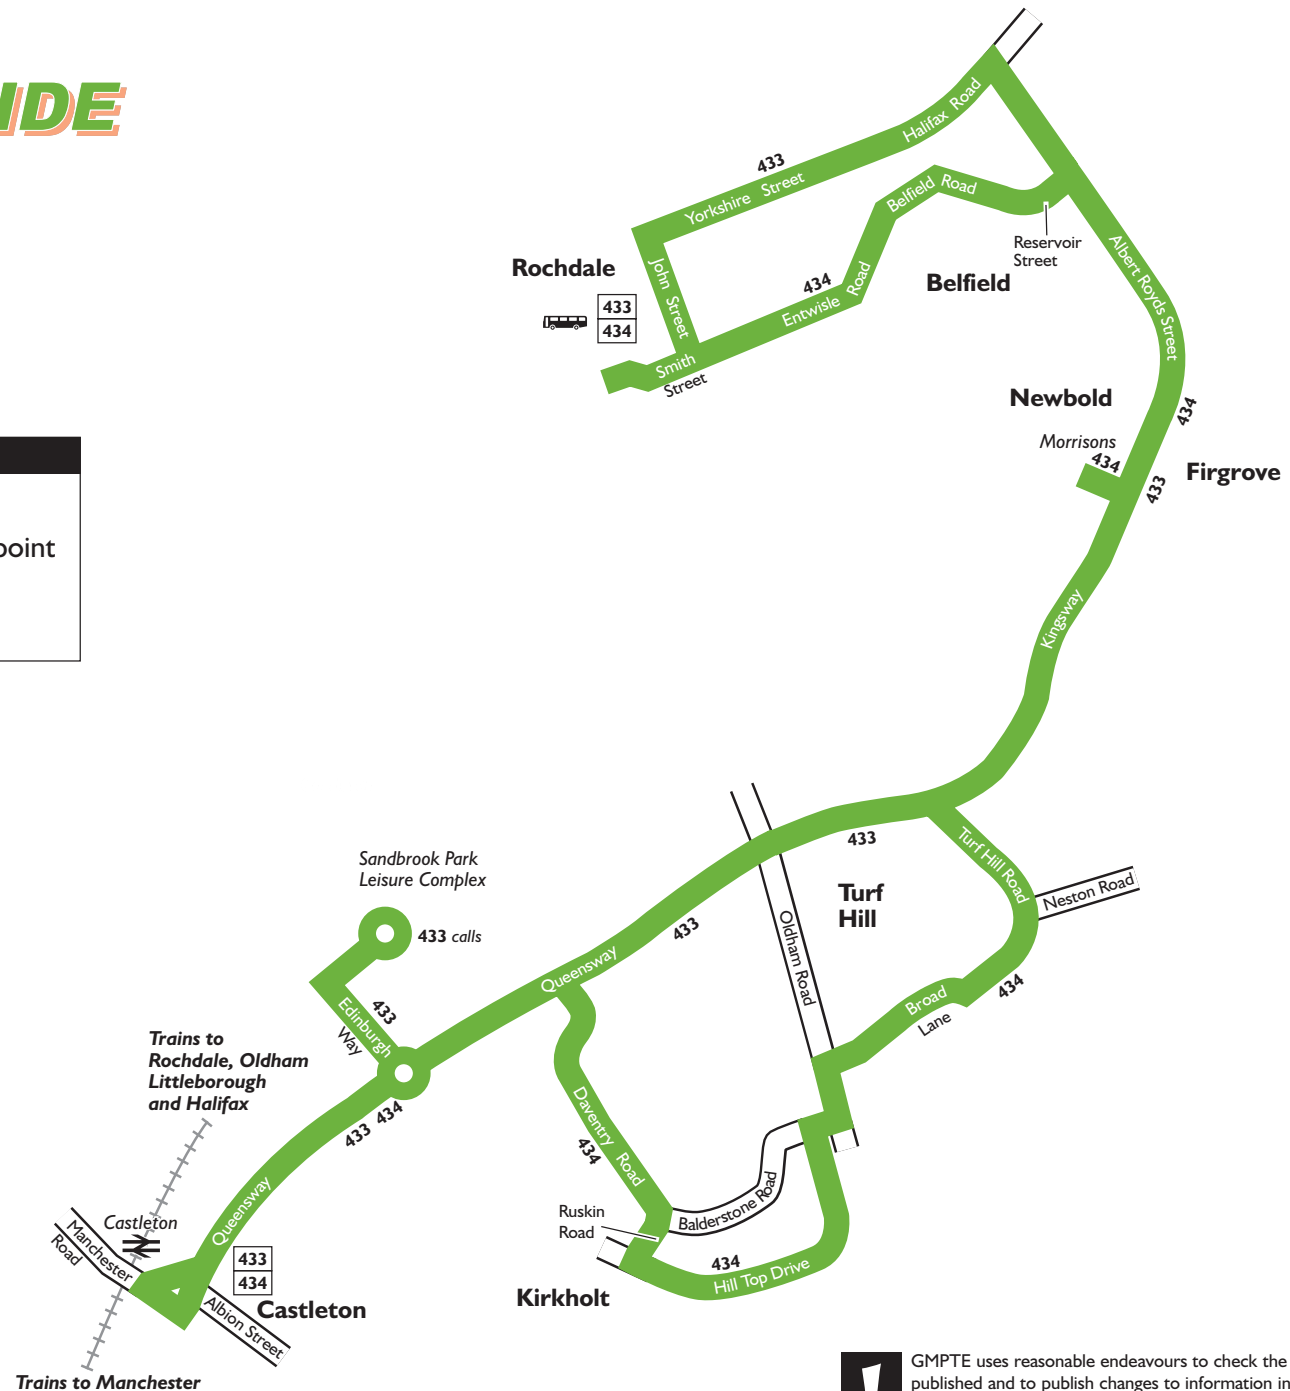 IDE
Halifax Road
433
Yorkshire Street
Belfield Road
Reservoir
Street
Albert Royds Street
Rochdale
John Street
434
Entwisle Road
Belfield
433
434
Smith
Street
Newbold
434
Morrisons
434
Firgrove
433
point
Kingsway
433
Turf Hill Road
Sandbrook Park
Leisure Complex
Turf
Hill
Neston Road
433 calls
433
Oldham Road
Queensway
434
Broad
Lane
433
Edinburgh
Way
Trains to
Rochdale, Oldham
Littleborough
and Halifax
433 434
Daventry Road
434
Queensway
Ruskin
Road
Balderstone Road
Castleton
Manchester
Road
433
434
434
Hill Top Drive
Kirkholt
Castleton
Albion Street
Trains to Manchester
GMPTE uses reasonable endeavours to check the
published and to publish changes to information in